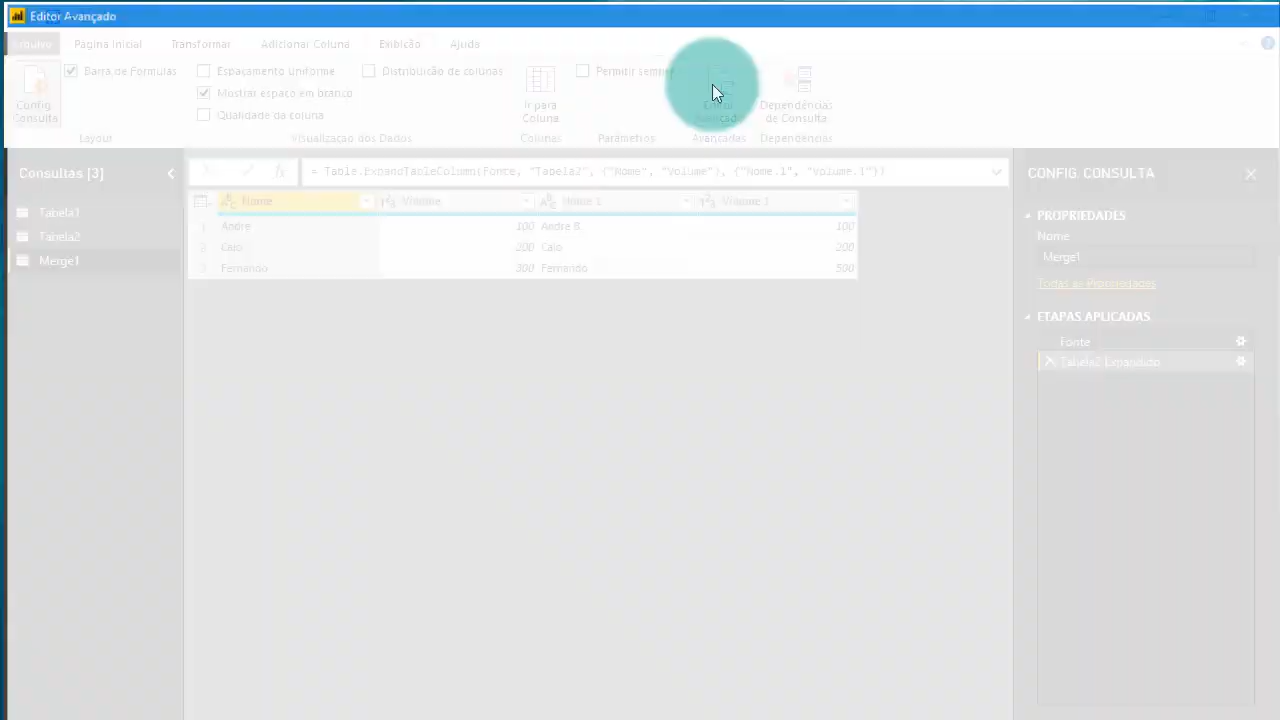 Editor Avançado
Arquivo Página Inicial Transformar Adicionar Coluna Exibição Ajuda
Barra de Fórmulas Espaçamento uniforme Distribuição de colunas Permitir sempre
Mostrar espaço em branco
Qualidade da coluna
Config. Consulta
Ir para Coluna
Editor Avançado
Dependências de Consulta
Layout Visualização dos Dados Colunas Parâmetros Avançadas Dependências
Consultas [3]
Tabela1
Tabela2
Merge1
= Table.ExpandTableColumn(Fonte, "Tabela2", {"Nome", "Volume"}, {"Nome.1", "Volume.1"})
Nome Volume Nome.1 Volume.1
1 Andre 100 Andre B 100
2 Caio 200 Caio 200
3 Fernando 300 Fernando 500
CONFIG. CONSULTA
PROPRIEDADES
Nome
Merge1
Todas as Propriedades
ETAPAS APLICADAS
Fonte
Tabela2 Expandido